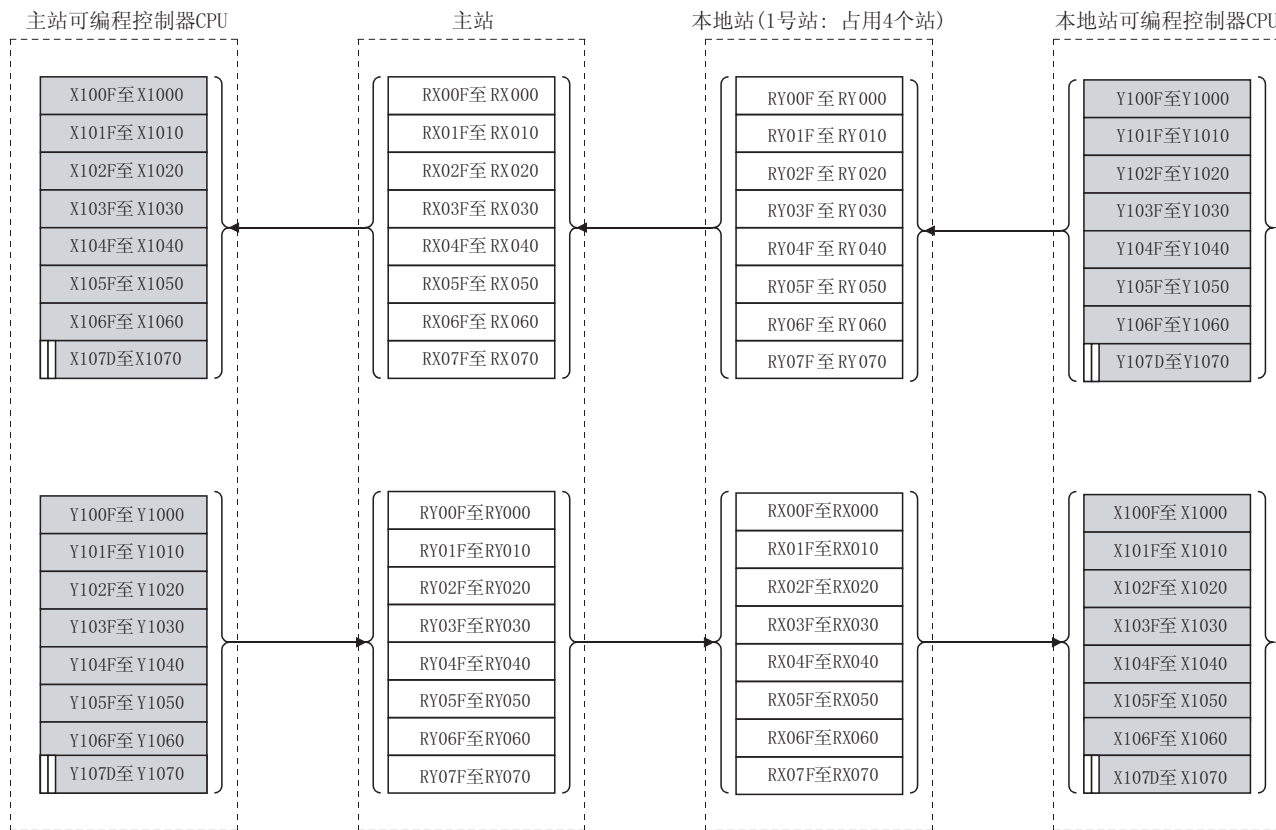 主站可编程控制器CPU
主站
本地站(1号站: 占用4个站)
本地站可编程控制器CPU
X100F至X1000
X101F至X1010
X102F至X1020
X103F至X1030
X104F至X1040
X105F至X1050
X106F至X1060
X107D至X1070
RX00F至RX000
RX01F至RX010
RX02F至RX020
RX03F至RX030
RX04F至RX040
RX05F至RX050
RX06F至RX060
RX07F至RX070
RY00F至RY000
RY01F至RY010
RY02F至RY020
RY03F至RY030
RY04F至RY040
RY05F至RY050
RY06F至RY060
RY07F至RY070
Y100F至Y1000
Y101F至Y1010
Y102F至Y1020
Y103F至Y1030
Y104F至Y1040
Y105F至Y1050
Y106F至Y1060
Y107D至Y1070
Y100F至Y1000
Y101F至Y1010
Y102F至Y1020
Y103F至Y1030
Y104F至Y1040
Y105F至Y1050
Y106F至Y1060
Y107D至Y1070
RY00F至RY000
RY01F至RY010
RY02F至RY020
RY03F至RY030
RY04F至RY040
RY05F至RY050
RY06F至RY060
RY07F至RY070
RX00F至RX000
RX01F至RX010
RX02F至RX020
RX03F至RX030
RX04F至RX040
RX05F至RX050
RX06F至RX060
RX07F至RX070
X100F至X1000
X101F至X1010
X102F至X1020
X103F至X1030
X104F至X1040
X105F至X1050
X106F至X1060
X107D至X1070